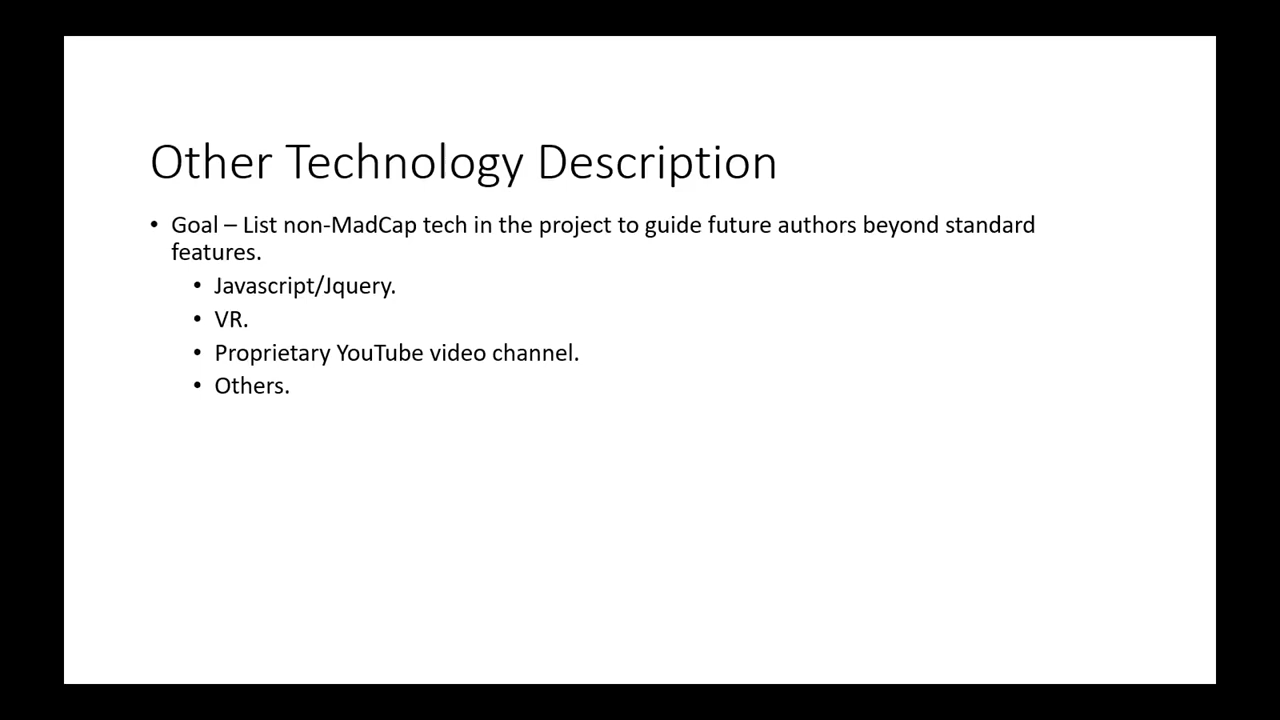 Other Technology Description
• Goal – List non-MadCap tech in the project to guide future authors beyond standard
features.
• Javascript/Jquery.
• VR.
• Proprietary YouTube video channel.
• Others.